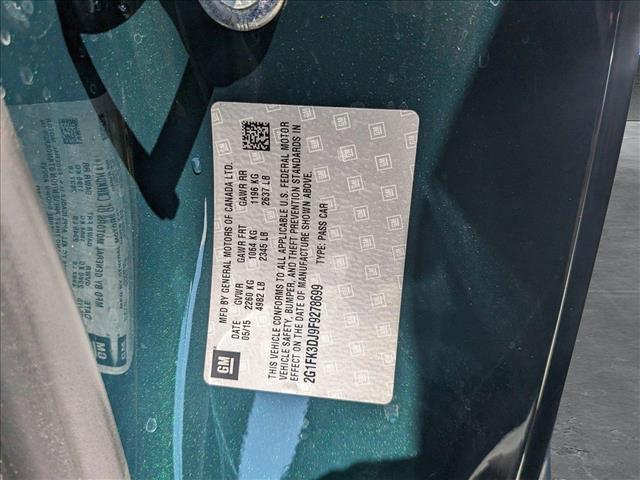 GM
MFD BY GENERAL MOTORS OF CANADA LTD.
DATE GVWR GAWR FRT GAWR RR
05/15 2260 KG 1064 KG 1196 KG
4982 LB 2345 LB 2637 LB
THIS VEHICLE CONFORMS TO ALL APPLICABLE U.S. FEDERAL MOTOR
VEHICLE SAFETY, BUMPER, AND THEFT PREVENTION STANDARDS IN
EFFECT ON THE DATE OF MANUFACTURE SHOWN ABOVE.
2G1FK3DJ9F9278699 TYPE: PASS CAR